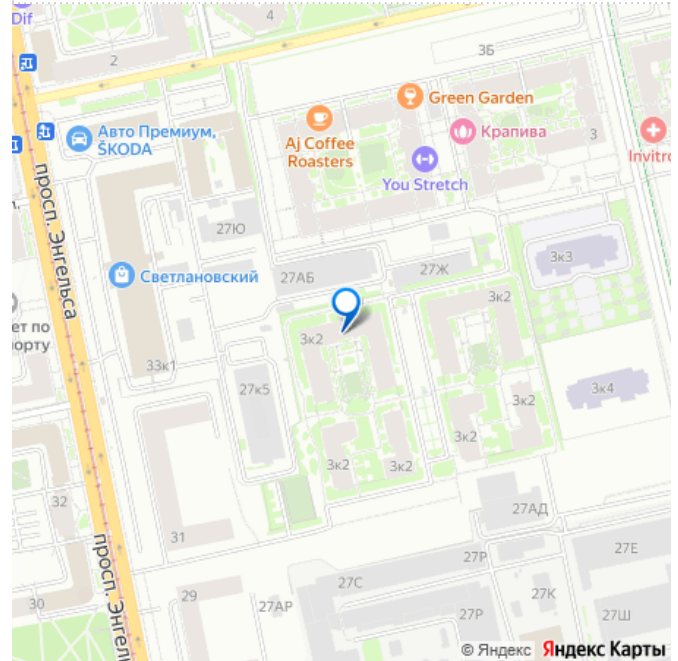 Dif
4
2
3Б
Green Garden
Авто Премиум,
ŠKODA
Aj Coffee
Roasters
Крапива
3
You Stretch
Invitro
просп. Энгельса
27Ю
Светлановский
27АБ
27Ж
3к3
3к2
3к2
33к1
27к5
3к4
3к2
3к2
3к2
3к2
32
31
27АД
просп. Энгель
27Р
27Е
27С
30
29
27АР
27К
27Р
27Ш
© Яндекс Яндекс Карты